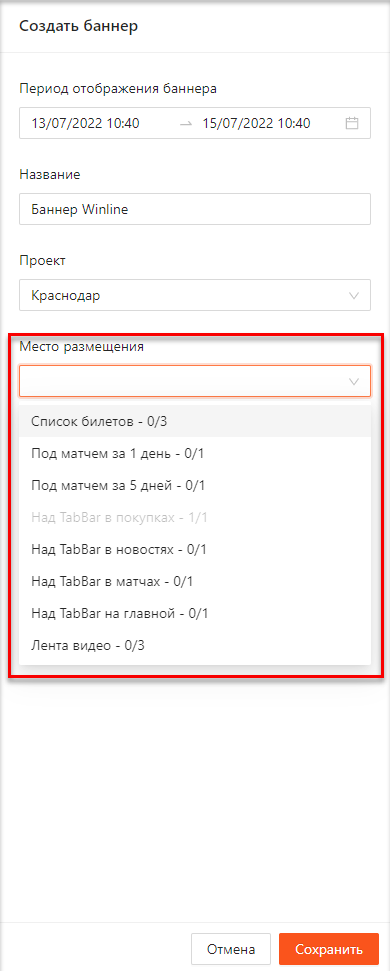 Создать баннер
Период отображения баннера
13/07/2022 10:40 → 15/07/2022 10:40
Название
Баннер Winline
Проект
Краснодар
Место размещения
Список билетов - 0/3
Под матчем за 1 день - 0/1
Под матчем за 5 дней - 0/1
Над TabBar в покупках - 1/1
Над TabBar в новостях - 0/1
Над TabBar в матчах - 0/1
Над TabBar на главной - 0/1
Лента видео - 0/3
Отмена Сохранить